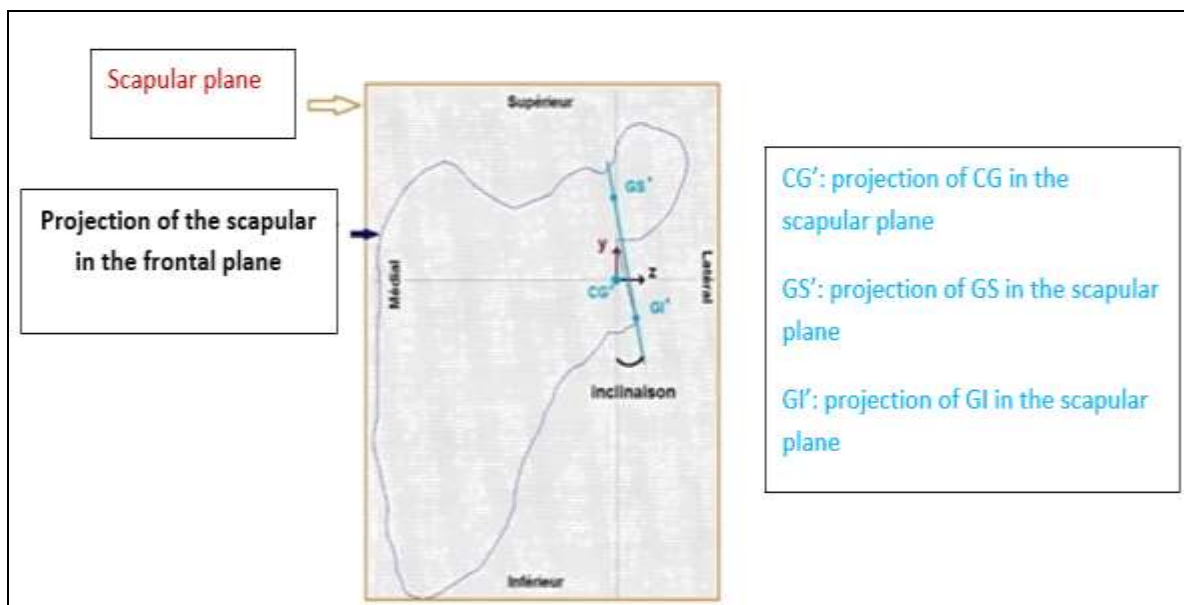 Scapular plane
Supérieur
Projection of the scapular
in the frontal plane
GS'
y
z
CG'
GI'
Médial
Latéral
inclinaison
Inférieur
CG': projection of CG in the
scapular plane
GS': projection of GS in the scapular
plane
GI': projection of GI in the scapular
plane